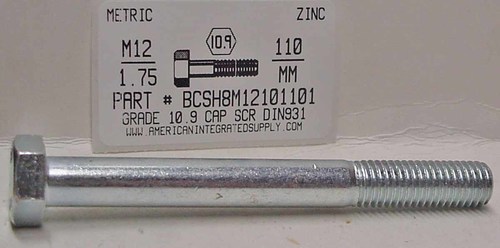 METRIC ZINC
M12 10.9 110
1.75 MM
PART # BCSH8M12101101
GRADE 10.9 CAP SCR DIN931
WWW.AMERICANINTEGRATEDSUPPLY.COM/